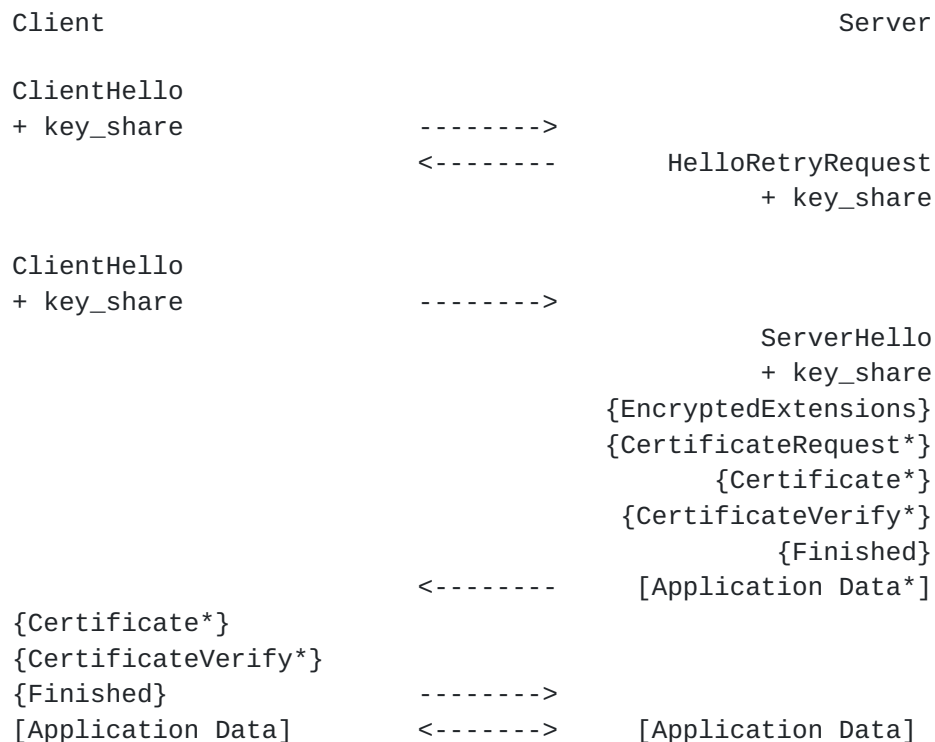 Client Server
ClientHello
+ key_share -------->
<-------- HelloRetryRequest
+ key_share
ClientHello
+ key_share -------->
ServerHello
+ key_share
{EncryptedExtensions}
{CertificateRequest*}
{Certificate*}
{CertificateVerify*}
{Finished}
<-------- [Application Data*]
{Certificate*}
{CertificateVerify*}
{Finished} -------->
[Application Data] <-------> [Application Data]